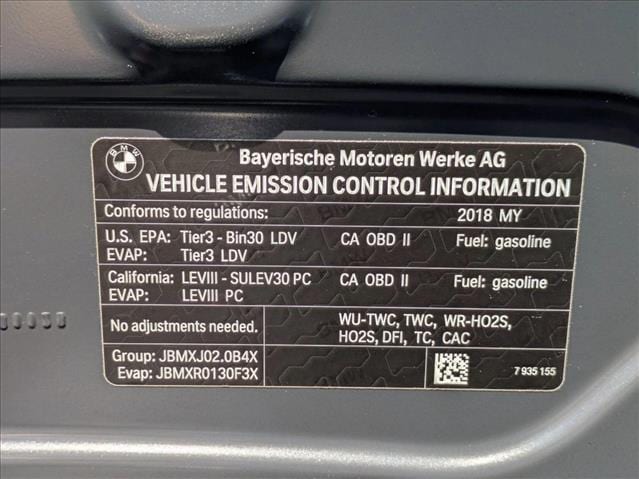 BMW
Bayerische Motoren Werke AG
VEHICLE EMISSION CONTROL INFORMATION
Conforms to regulations: 2018 MY
U.S. EPA: Tier3 - Bin30 LDV CA OBD II Fuel: gasoline
EVAP: Tier3 LDV
California: LEVIII - SULEV30 PC CA OBD II Fuel: gasoline
EVAP: LEVIII PC
No adjustments needed. WU-TWC, TWC, WR-HO2S,
HO2S, DFI, TC, CAC
Group: JBMXJ02.0B4X
Evap: JBMXR0130F3X
7 935 155